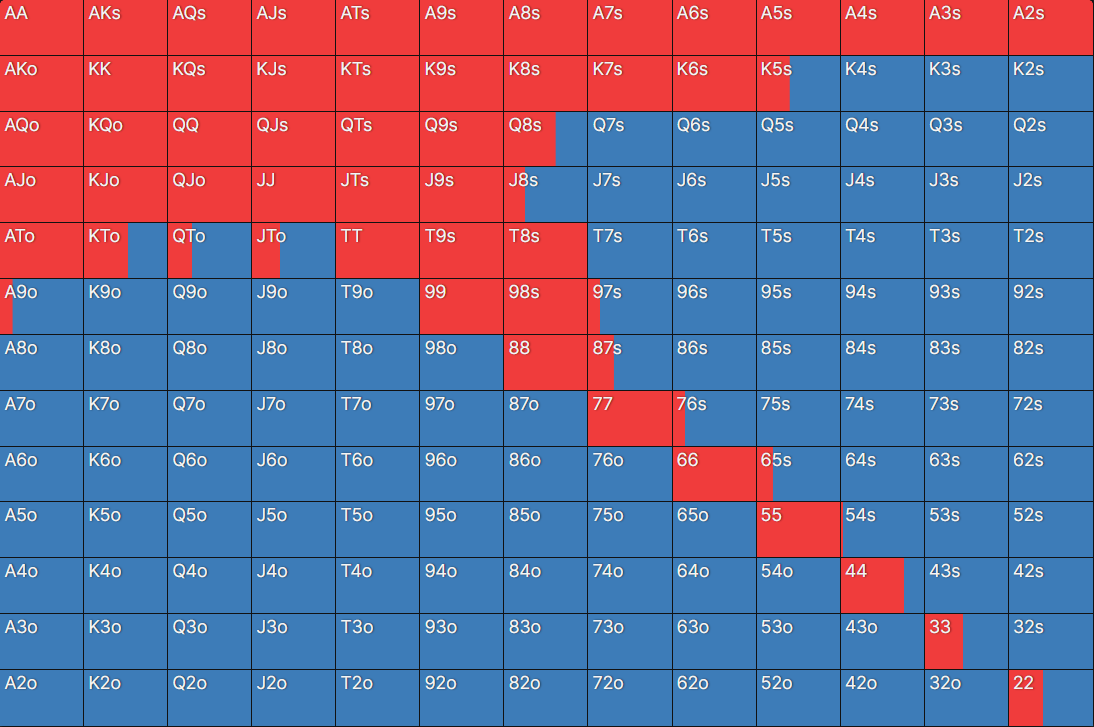 AA AKs AQs AJs ATs A9s A8s A7s A6s A5s A4s A3s A2s
AKo KK KQs KJs KTs K9s K8s K7s K6s K5s K4s K3s K2s
AQo KQo QQ QJs QTs Q9s Q8s Q7s Q6s Q5s Q4s Q3s Q2s
AJo KJo QJo JJ JTs J9s J8s J7s J6s J5s J4s J3s J2s
ATo KTo QTo JTo TT T9s T8s T7s T6s T5s T4s T3s T2s
A9o K9o Q9o J9o T9o 99 98s 97s 96s 95s 94s 93s 92s
A8o K8o Q8o J8o T8o 98o 88 87s 86s 85s 84s 83s 82s
A7o K7o Q7o J7o T7o 97o 87o 77 76s 75s 74s 73s 72s
A6o K6o Q6o J6o T6o 96o 86o 76o 66 65s 64s 63s 62s
A5o K5o Q5o J5o T5o 95o 85o 75o 65o 55 54s 53s 52s
A4o K4o Q4o J4o T4o 94o 84o 74o 64o 54o 44 43s 42s
A3o K3o Q3o J3o T3o 93o 83o 73o 63o 53o 43o 33 32s
A2o K2o Q2o J2o T2o 92o 82o 72o 62o 52o 42o 32o 22